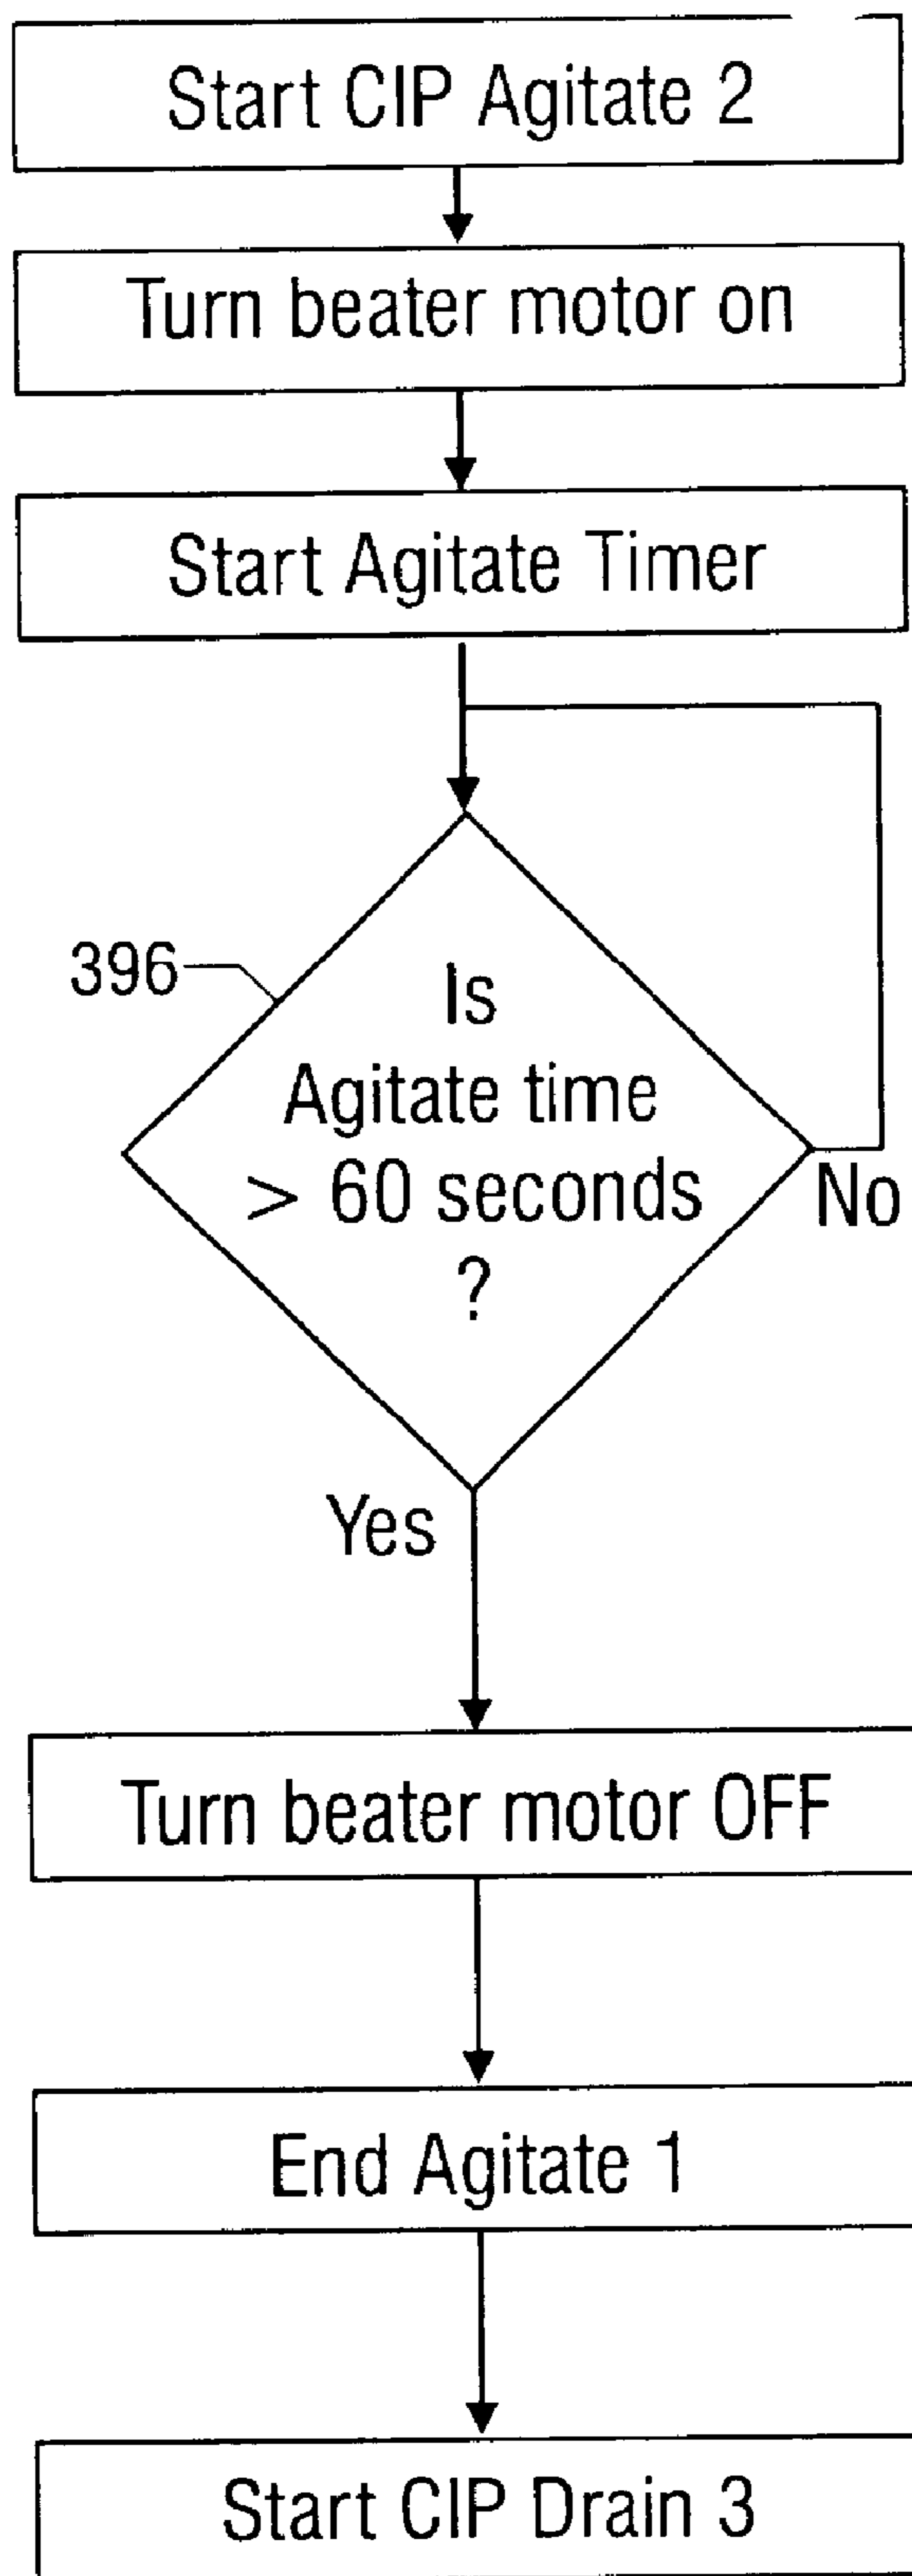 Start CIP Agitate 2
Turn beater motor on
Start Agitate Timer
396
Is
Agitate time
> 60 seconds
?
No
Yes
Turn beater motor OFF
End Agitate 1
Start CIP Drain 3